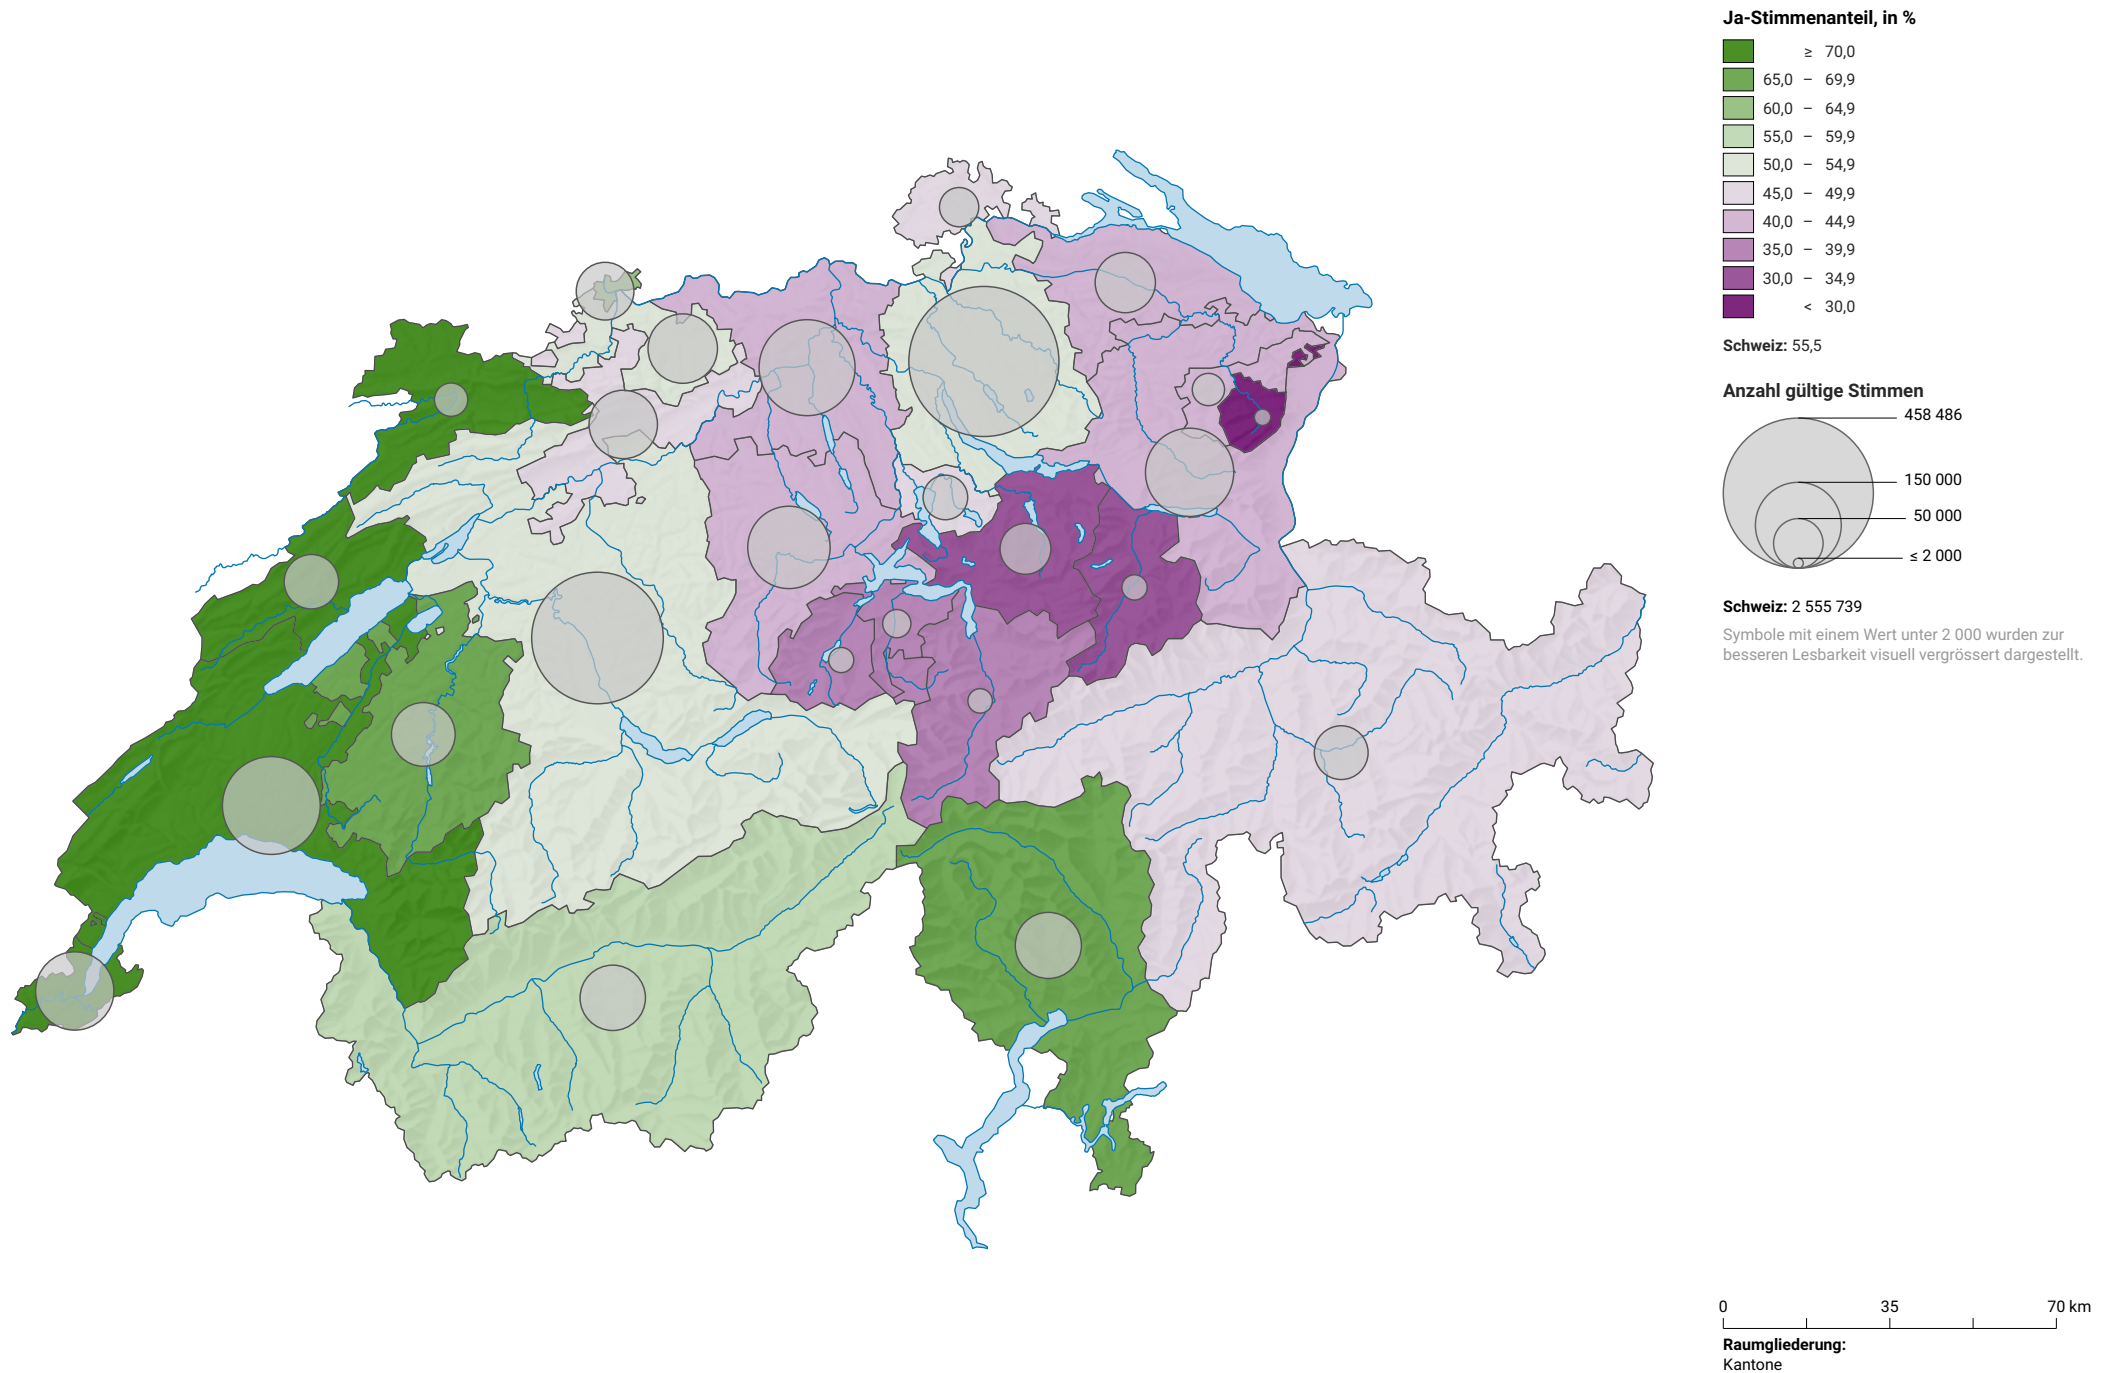 Ja-Stimmenanteil, in %
≥ 70,0
65,0 – 69,9
60,0 – 64,9
55,0 – 59,9
50,0 – 54,9
45,0 – 49,9
40,0 – 44,9
35,0 – 39,9
30,0 – 34,9
< 30,0
Schweiz: 55,5
Anzahl gültige Stimmen
458 486
150 000
50 000
≤ 2 000
Schweiz: 2 555 739
Symbole mit einem Wert unter 2 000 wurden zur
besseren Lesbarkeit visuell vergrössert dargestellt.
0 35 70 km
Raumgliederung:
Kantone